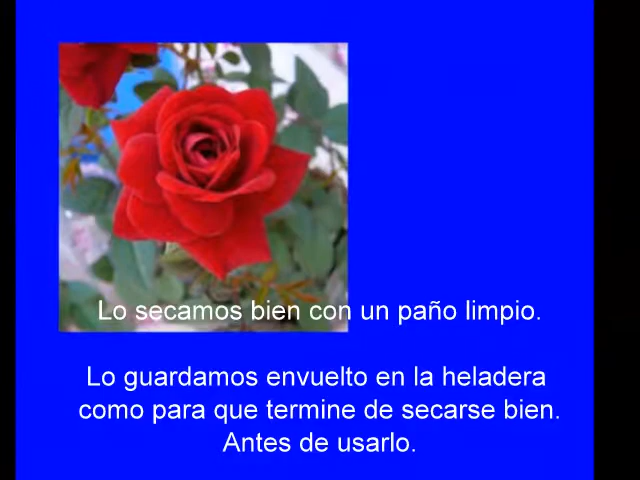 Lo secamos bien con un paño limpio.
Lo guardamos envuelto en la heladera
como para que termine de secarse bien.
Antes de usarlo.